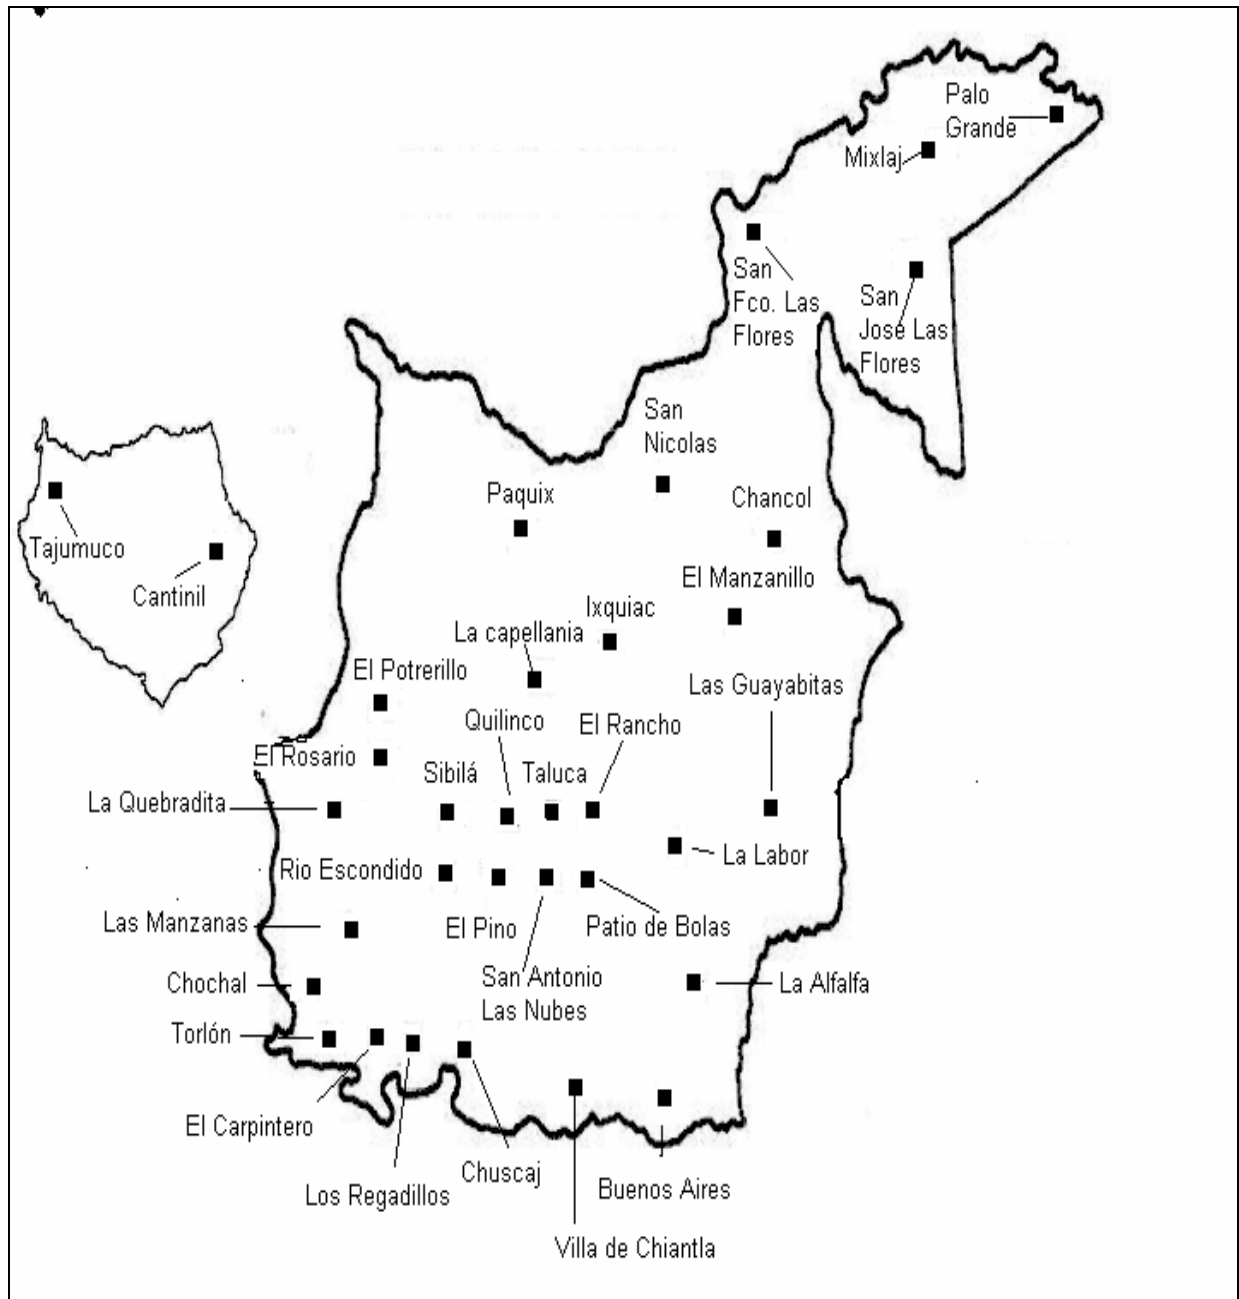 Palo
Grande
Mixlaj
San
Fco. Las
Flores
San
José Las
Flores
San
Nicolas
Paquix
Chancol
Tajumuco
Cantinil
El Manzanillo
Ixquiac
La capellania
El Potrerillo
Las Guayabitas
Quilinco
El Rancho
El Rosario
Sibilá
Taluca
La Quebradita
La Labor
Rio Escondido
Las Manzanas
El Pino
Patio de Bolas
San Antonio
Las Nubes
Chochal
La Alfalfa
Torlón
El Carpintero
Chuscaj
Los Regadillos
Buenos Aires
Villa de Chiantla